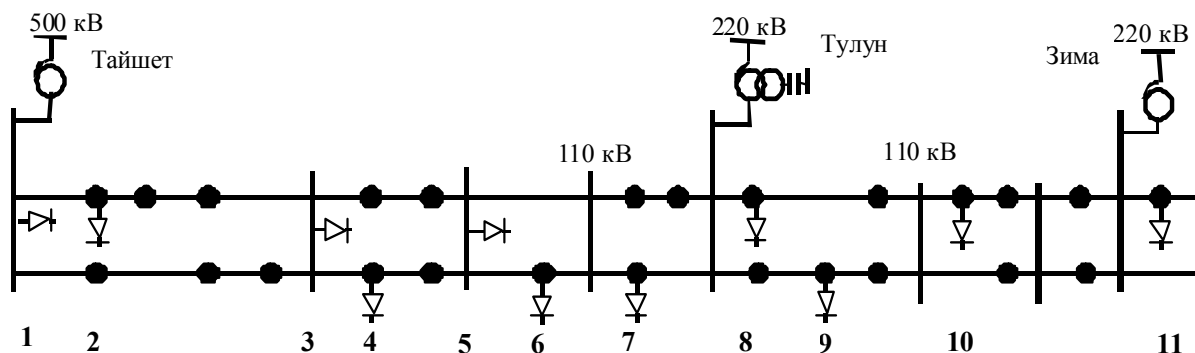 500 кВ
Тайшет
220 кВ
Тулун
Зима
220 кВ
110 кВ
110 кВ
1 2 3 4 5 6 7 8 9 10 11